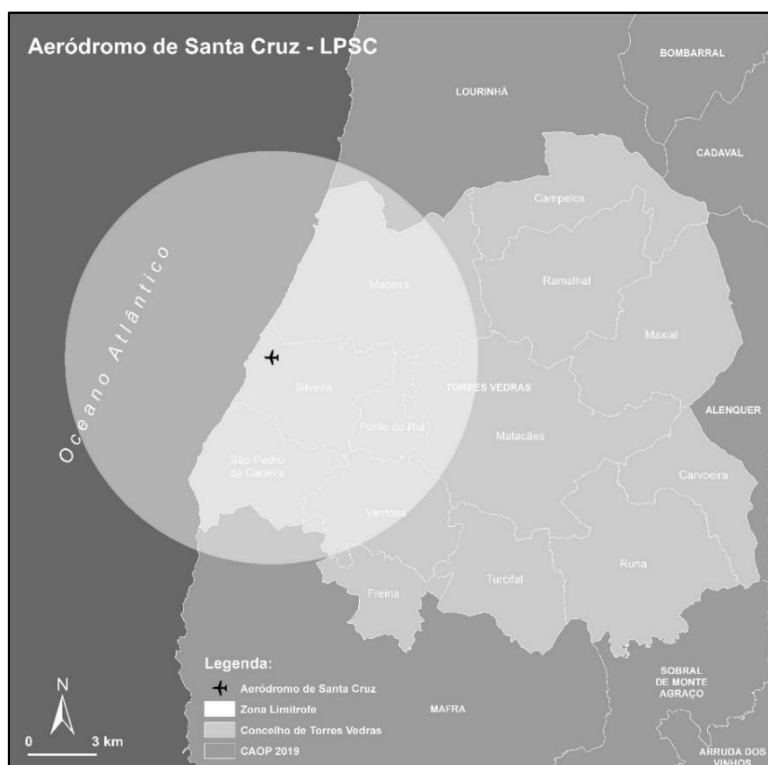 Aeródromo de Santa Cruz - LPSC
BOMBARRAL
LOURINHÃ
CADAVAL
Campelos
Oceano Atlântico
Maceira
Ramalhal
Maxial
Silveira
TORRES VEDRAS
ALENQUER
Ponte do Rol
Matacães
São Pedro
da Cadeira
Carvoeira
Ventosa
Runa
Turcifal
Freiria
Legenda:
Aeródromo de Santa Cruz
Zona Limítrofe
Concelho de Torres Vedras
CAOP 2019
N
0 3 km
MAFRA
SOBRAL
DE MONTE
AGRAÇO
ARRUDA DOS
VINHOS